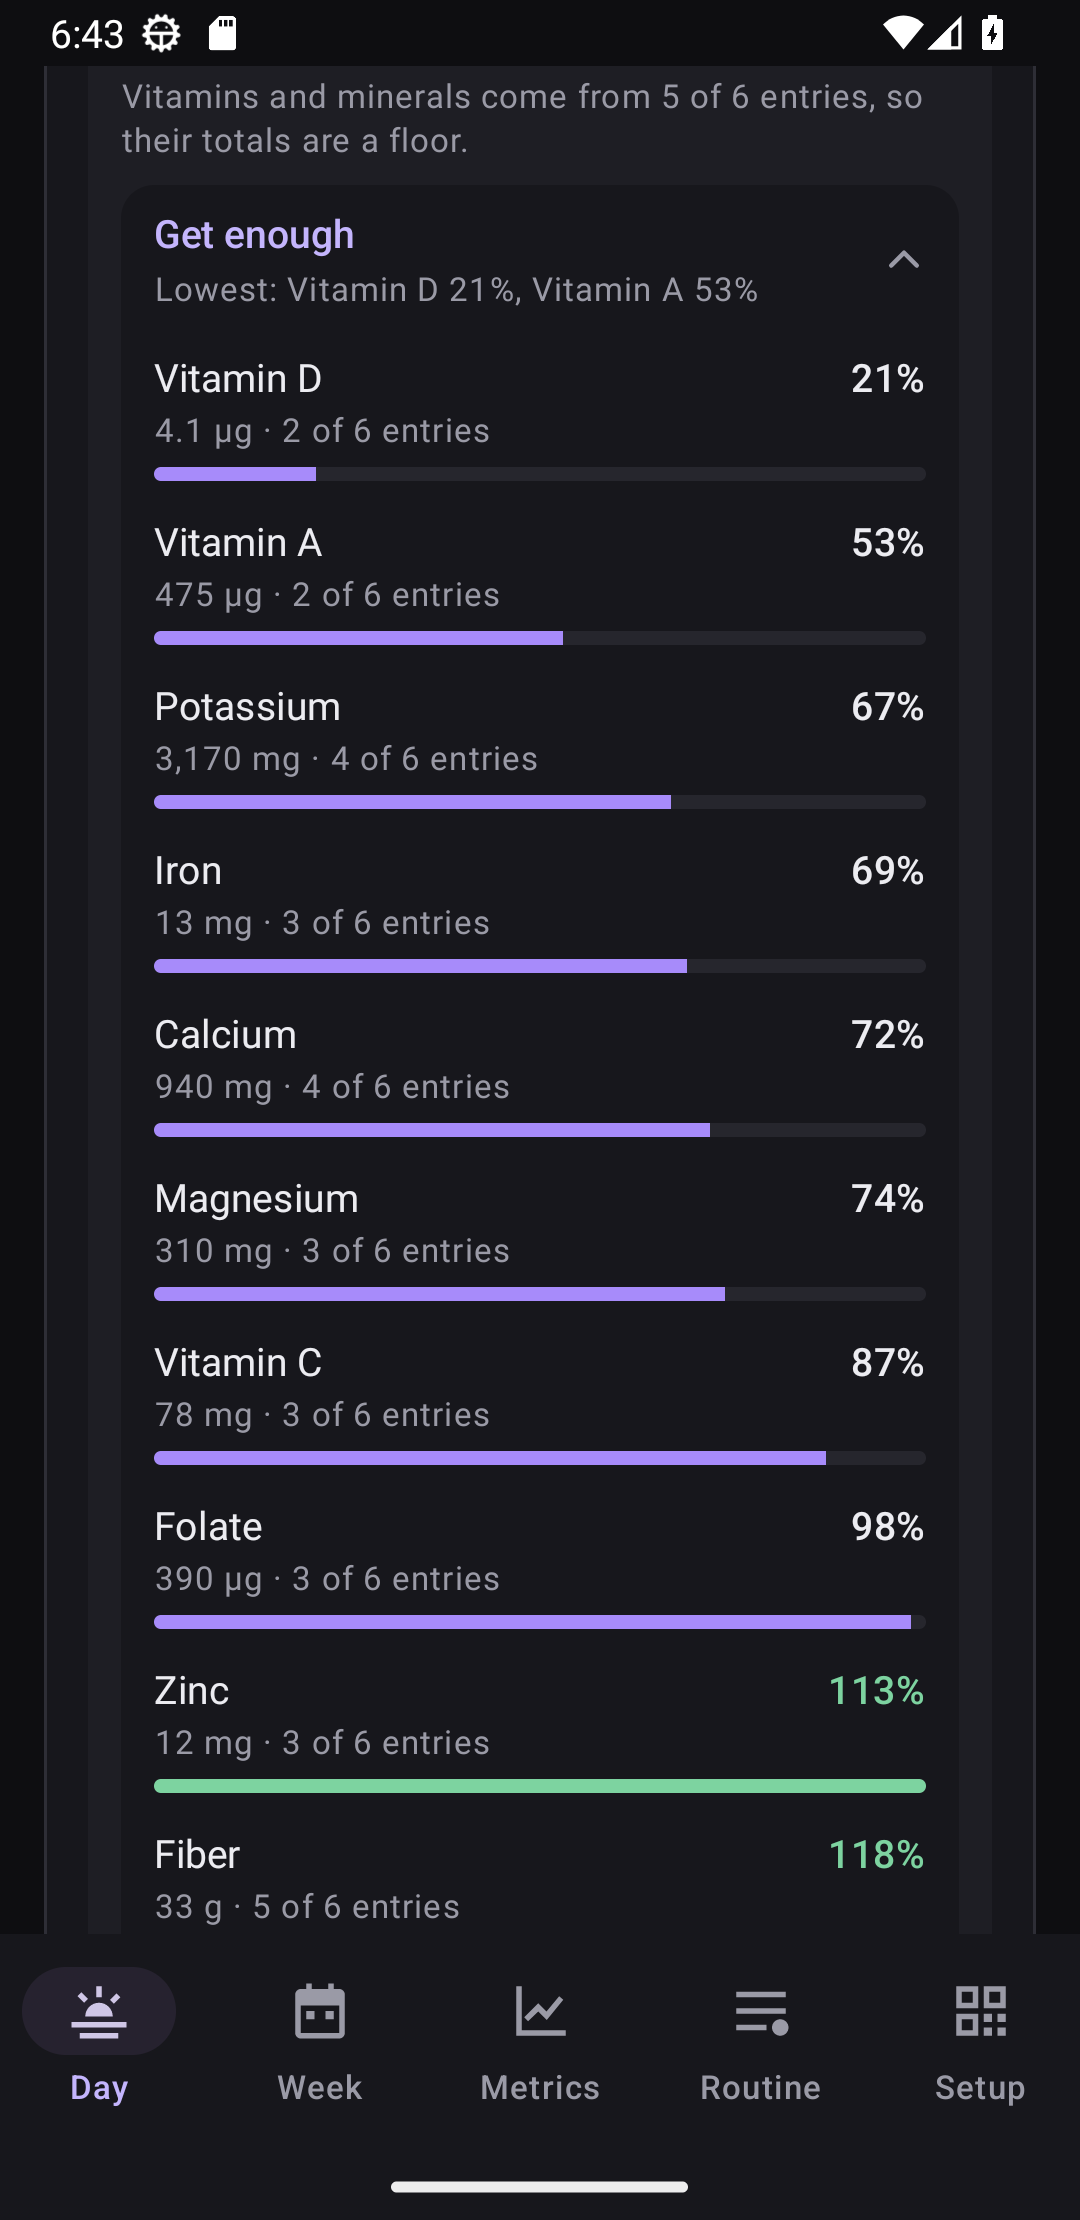 6:43
Vitamins and minerals come from 5 of 6 entries, so
their totals are a floor.
Get enough
Lowest: Vitamin D 21%, Vitamin A 53%
Vitamin D 21%
4.1 µg · 2 of 6 entries
Vitamin A 53%
475 µg · 2 of 6 entries
Potassium 67%
3,170 mg · 4 of 6 entries
Iron 69%
13 mg · 3 of 6 entries
Calcium 72%
940 mg · 4 of 6 entries
Magnesium 74%
310 mg · 3 of 6 entries
Vitamin C 87%
78 mg · 3 of 6 entries
Folate 98%
390 µg · 3 of 6 entries
Zinc 113%
12 mg · 3 of 6 entries
Fiber 118%
33 g · 5 of 6 entries
Day Week Metrics Routine Setup